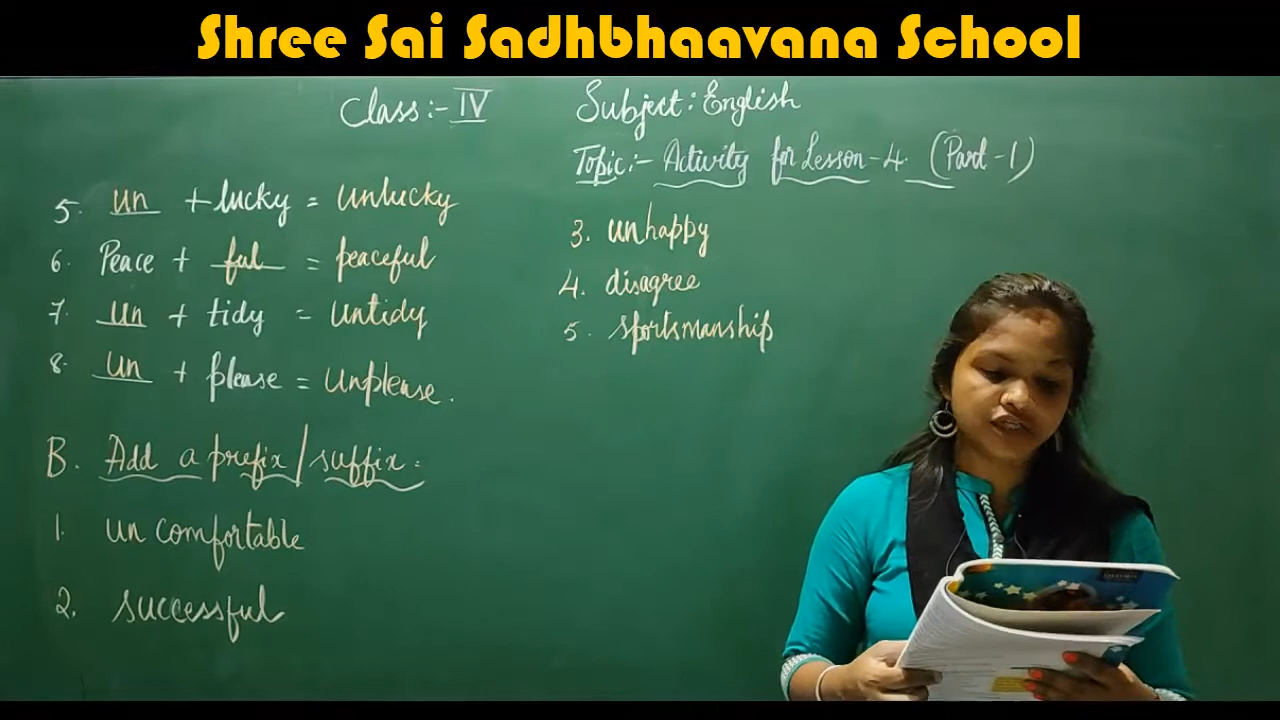 Shree Sai Sadhbhaavana School
Class:- IV
Subject: English
Topic:- Activity for Lesson-4. (Part-1)
5. un + lucky = unlucky
6. Peace + ful = peaceful
7. un + tidy = untidy
8. un + please = unplease.
B. Add a prefix/suffix:
1. uncomfortable
2. successful
3. unhappy
4. disagree
5. sportsmanship